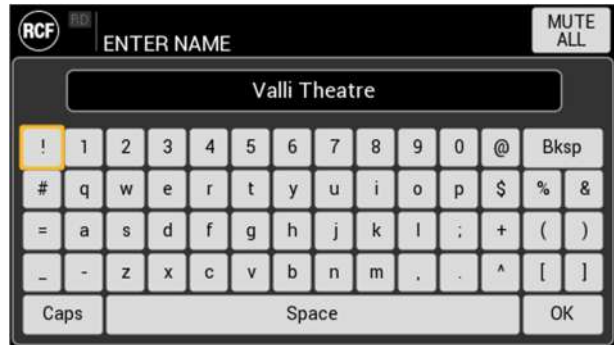 RCF RD ENTER NAME MUTE ALL
Valli Theatre
! 1 2 3 4 5 6 7 8 9 0 @ Bksp
# q w e r t y u i o p $ % &
= a s d f g h j k l ; + ( )
_ - z x c v b n m , . ^ [ ]
Caps Space OK